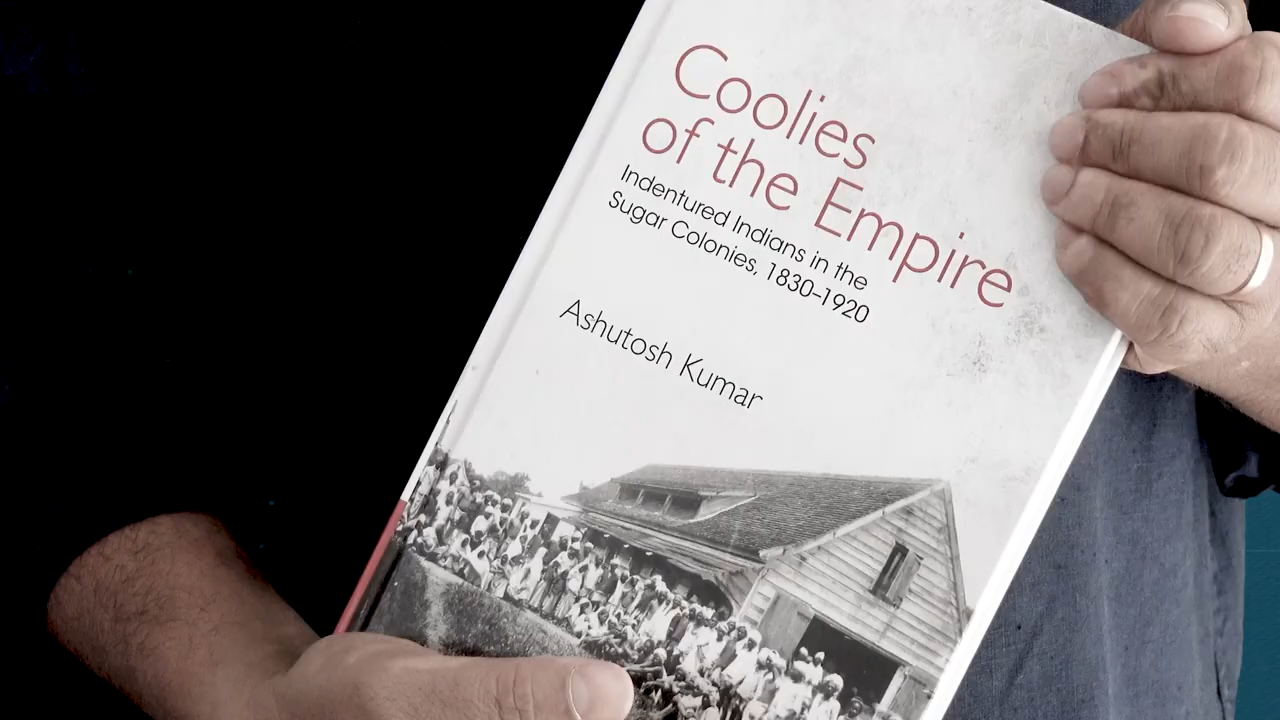 Coolies
of the Empire
Indentured Indians in the
Sugar Colonies, 1830–1920
Ashutosh Kumar